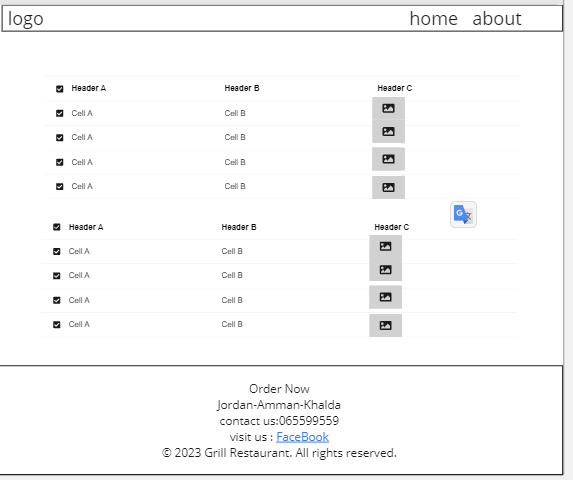 logo home about
Header A Header B Header C
Cell A Cell B
Cell A Cell B
Cell A Cell B
Cell A Cell B
Header A Header B Header C
Cell A Cell B
Cell A Cell B
Cell A Cell B
Cell A Cell B
Order Now
Jordan-Amman-Khalda
contact us:065599559
visit us : FaceBook
© 2023 Grill Restaurant. All rights reserved.